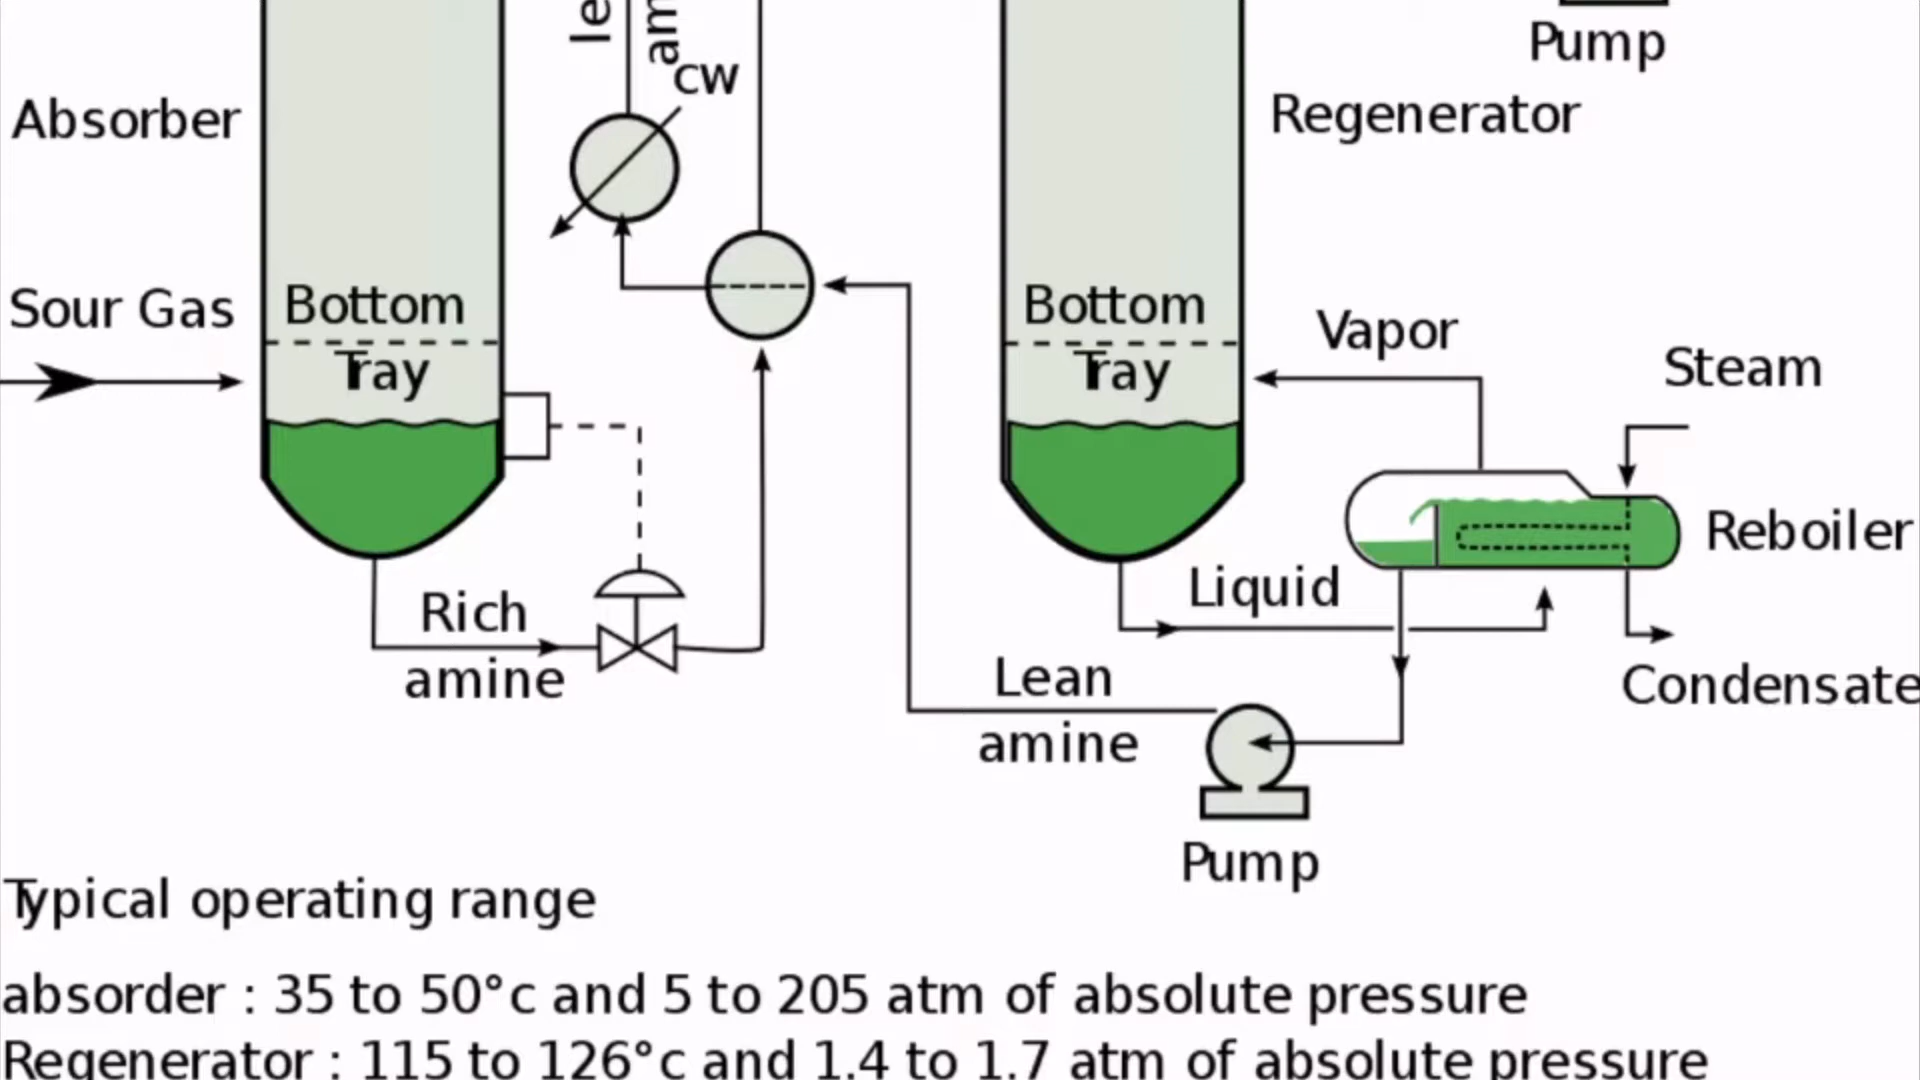 Pump
cw
Absorber
Regenerator
Sour Gas
Bottom
Tray
Bottom
Tray
Vapor
Steam
Reboiler
Rich
amine
Liquid
Lean
amine
Condensate
Pump
Typical operating range
absorder : 35 to 50°c and 5 to 205 atm of absolute pressure
Regenerator : 115 to 126°c and 1.4 to 1.7 atm of absolute pressure